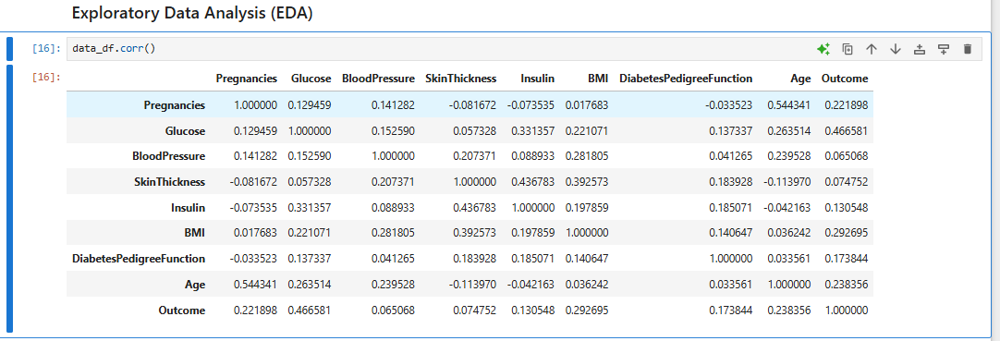 Exploratory Data Analysis (EDA)
[16]: data_df.corr()
[16]: Pregnancies Glucose BloodPressure SkinThickness Insulin BMI DiabetesPedigreeFunction Age Outcome
Pregnancies 1.000000 0.129459 0.141282 -0.081672 -0.073535 0.017683 -0.033523 0.544341 0.221898
Glucose 0.129459 1.000000 0.152590 0.057328 0.331357 0.221071 0.137337 0.263514 0.466581
BloodPressure 0.141282 0.152590 1.000000 0.207371 0.088933 0.281805 0.041265 0.239528 0.065068
SkinThickness -0.081672 0.057328 0.207371 1.000000 0.436783 0.392573 0.183928 -0.113970 0.074752
Insulin -0.073535 0.331357 0.088933 0.436783 1.000000 0.197859 0.185071 -0.042163 0.130548
BMI 0.017683 0.221071 0.281805 0.392573 0.197859 1.000000 0.140647 0.036242 0.292695
DiabetesPedigreeFunction -0.033523 0.137337 0.041265 0.183928 0.185071 0.140647 1.000000 0.033561 0.173844
Age 0.544341 0.263514 0.239528 -0.113970 -0.042163 0.036242 0.033561 1.000000 0.238356
Outcome 0.221898 0.466581 0.065068 0.074752 0.130548 0.292695 0.173844 0.238356 1.000000